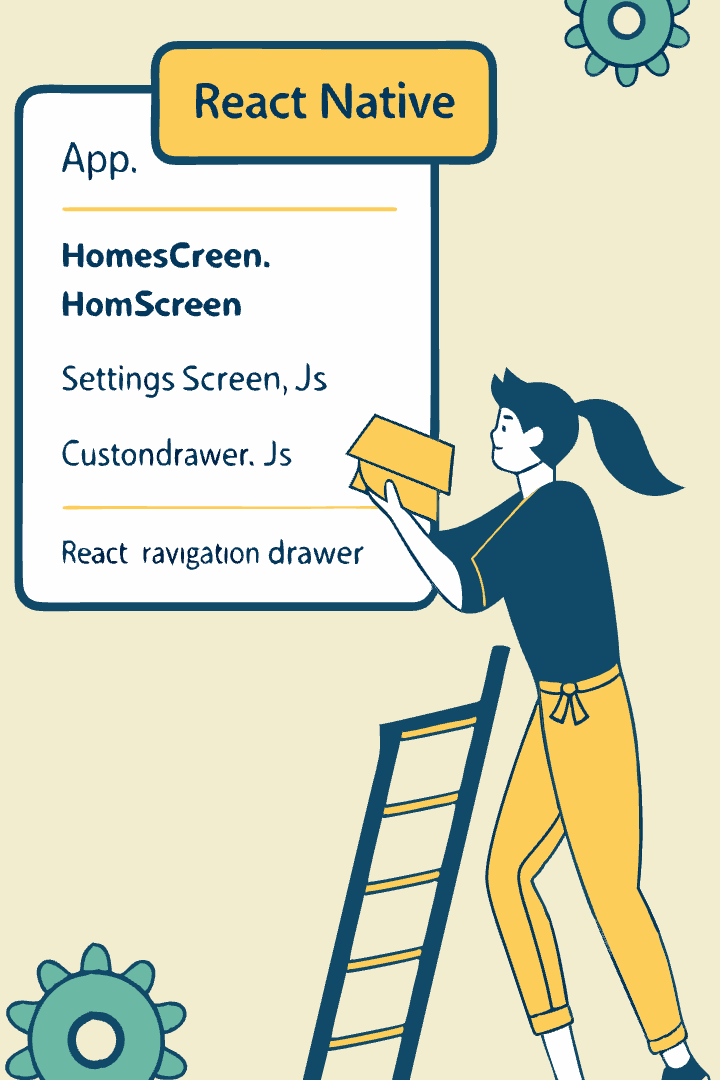 React Native
App.
HomesCreen.
HomScreen
Settings Screen, Js
Custondrawer. Js
React ravigation drawer